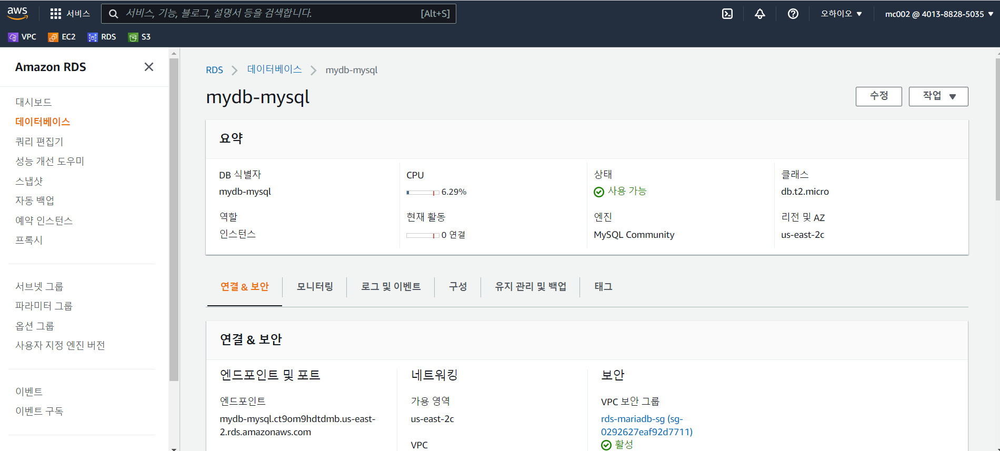 aws
서비스
서비스, 기능, 블로그, 설명서 등을 검색합니다.
[Alt+S]
오하이오 ▼
mc002 @ 4013-8828-5035 ▼
VPC
EC2
RDS
S3
Amazon RDS
대시보드
데이터베이스
쿼리 편집기
성능 개선 도우미
스냅샷
자동 백업
예약 인스턴스
프록시
서브넷 그룹
파라미터 그룹
옵션 그룹
사용자 지정 엔진 버전
이벤트
이벤트 구독
RDS
데이터베이스
mydb-mysql
mydb-mysql
수정
작업 ▼
요약
DB 식별자
mydb-mysql
CPU
6.29%
상태
사용 가능
클래스
db.t2.micro
역할
인스턴스
현재 활동
0 연결
엔진
MySQL Community
리전 및 AZ
us-east-2c
연결 & 보안
모니터링
로그 및 이벤트
구성
유지 관리 및 백업
태그
연결 & 보안
엔드포인트 및 포트
엔드포인트
mydb-mysql.ct9om9hdtdmb.us-east-
2.rds.amazonaws.com
네트워킹
가용 영역
us-east-2c
VPC
보안
VPC 보안 그룹
rds-mariadb-sg (sg-
0292627eaf92d7711)
활성